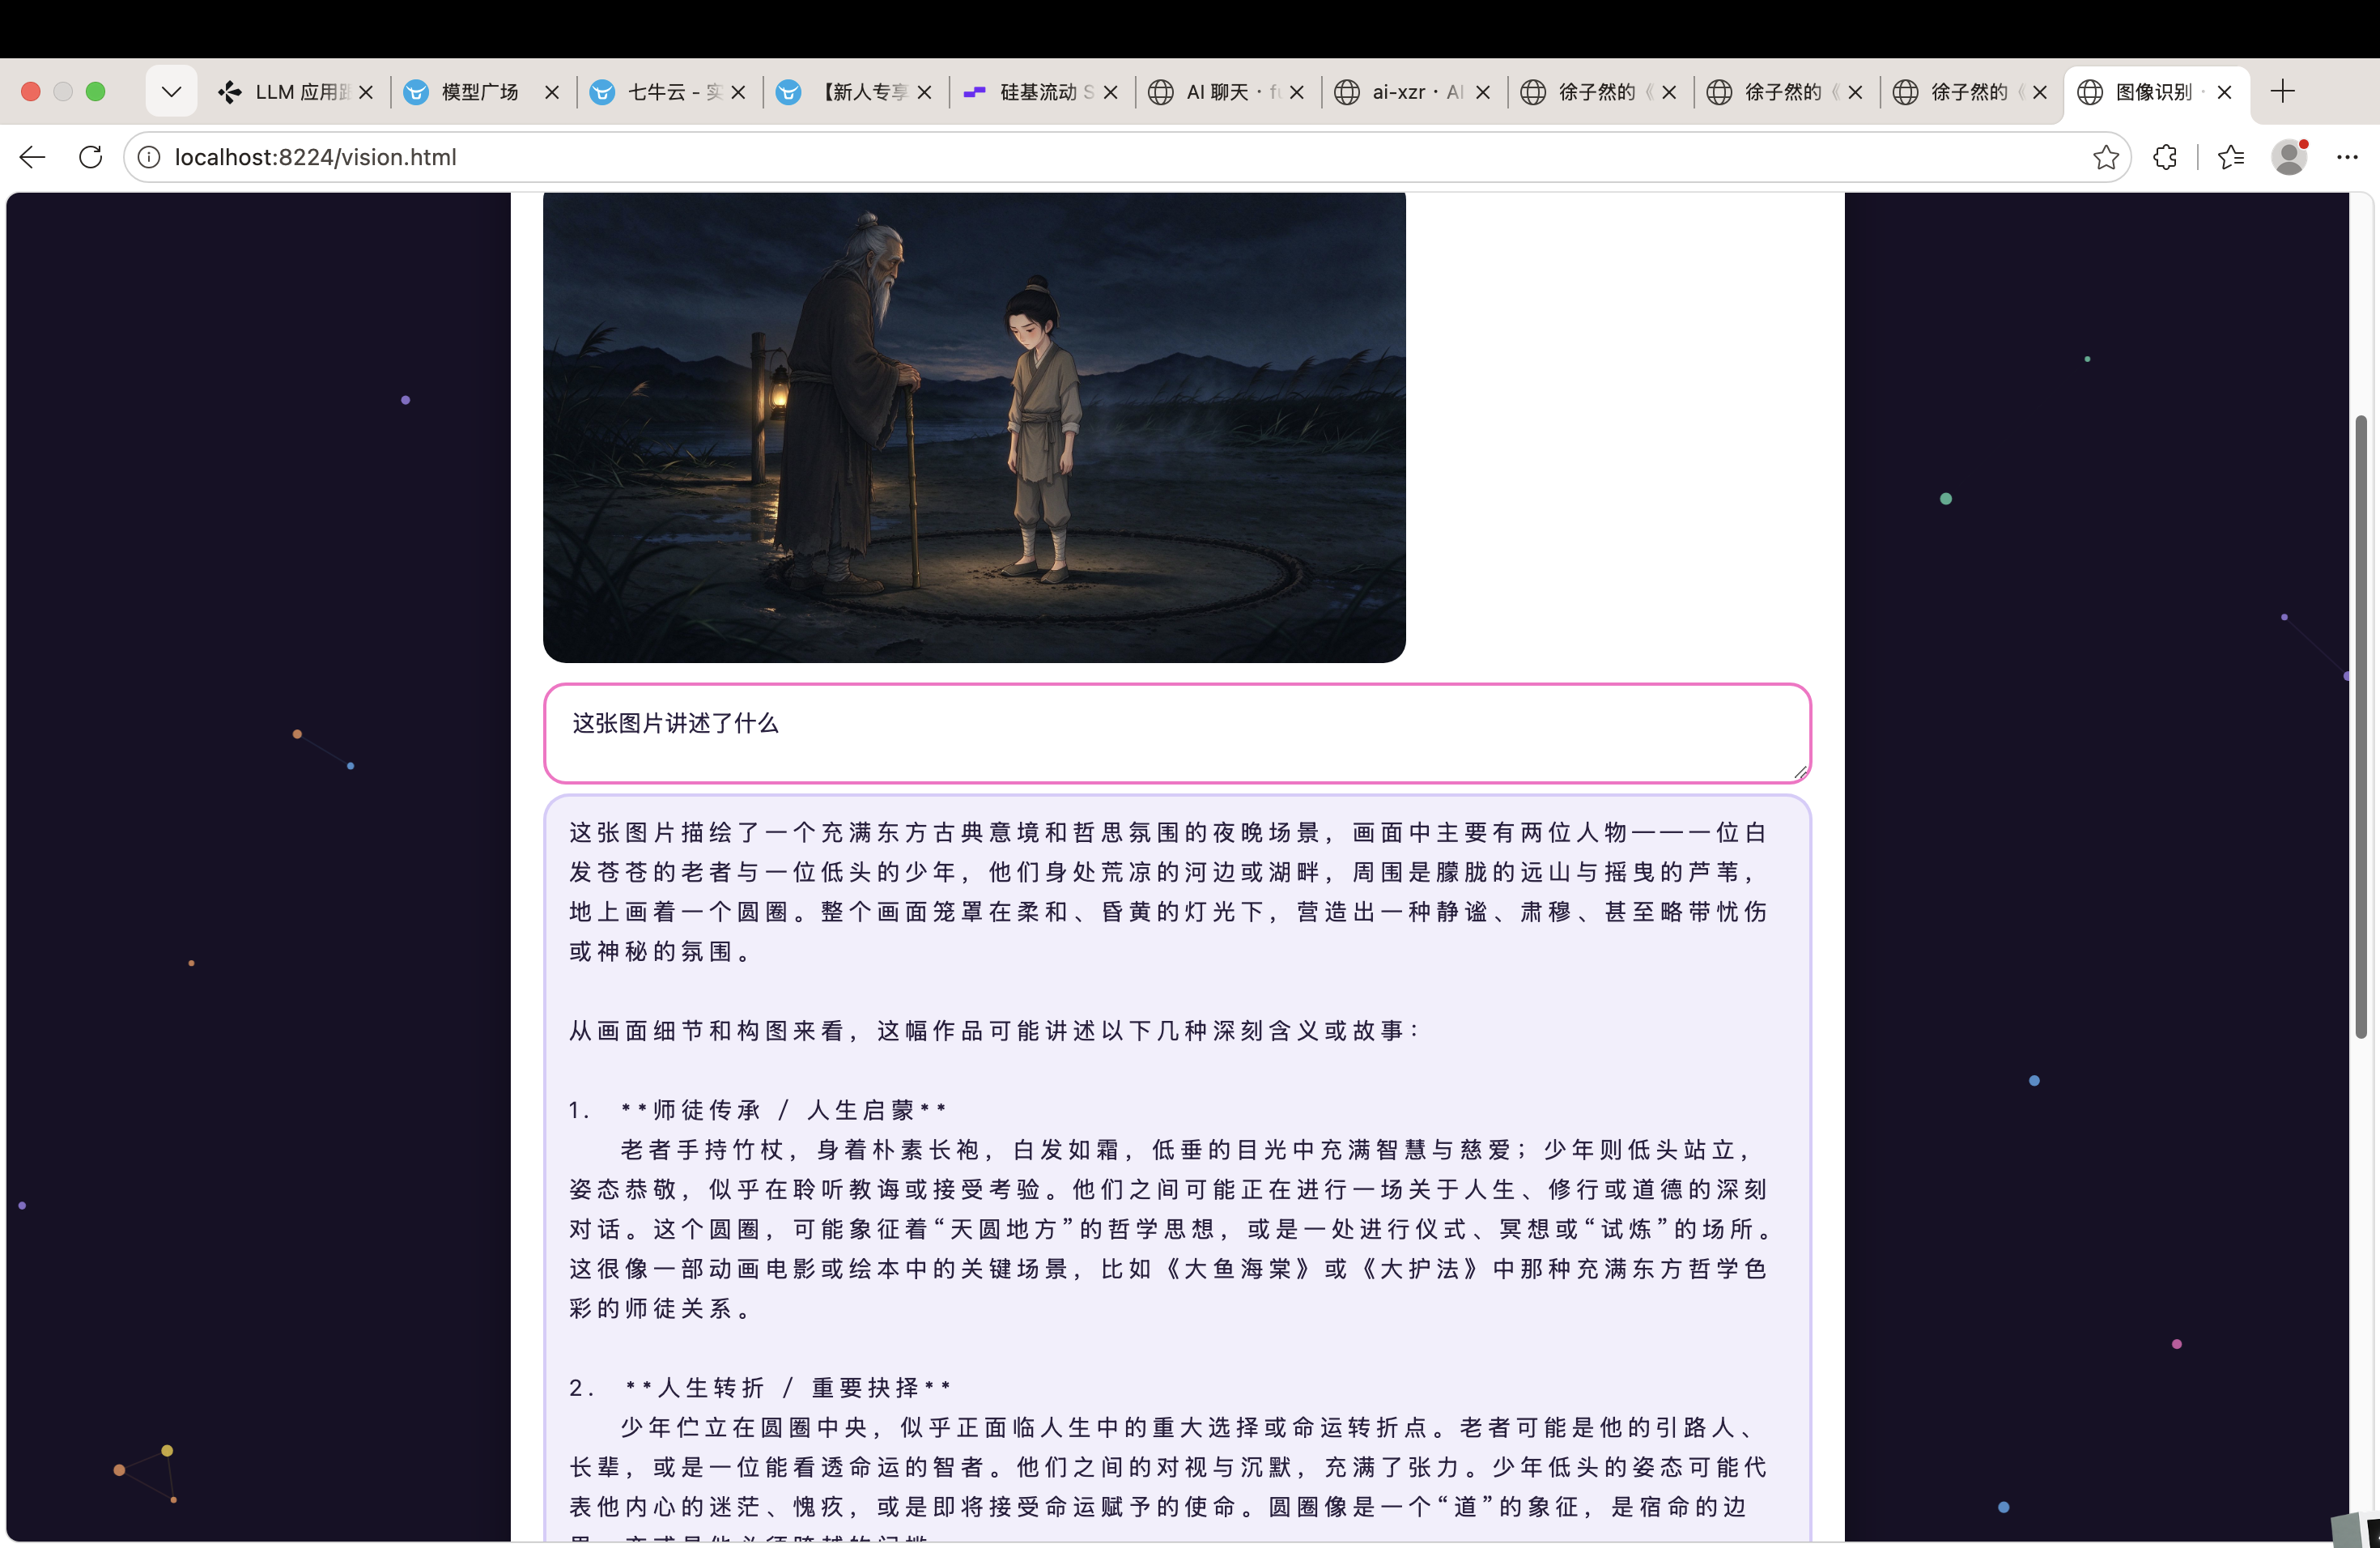 LLM 应用
模型广场
七牛云 - 实
【新人专享
硅基流动 S
AI 聊天 · fu
ai-xzr · AI
徐子然的《
徐子然的《
徐子然的《
图像识别 ·
localhost:8224/vision.html
这张图片讲述了什么
这张图片描绘了一个充满东方古典意境和哲思氛围的夜晚场景，画面中主要有两位人物——一位白
发苍苍的老者与一位低头的少年，他们身处荒凉的河边或湖畔，周围是朦胧的远山与摇曳的芦苇，
地上画着一个圆圈。整个画面笼罩在柔和、昏黄的灯光下，营造出一种静谧、肃穆、甚至略带忧伤
或神秘的氛围。
从画面细节和构图来看，这幅作品可能讲述以下几种深刻含义或故事：
1. **师徒传承 / 人生启蒙**
老者手持竹杖，身着朴素长袍，白发如霜，低垂的目光中充满智慧与慈爱；少年则低头站立，
姿态恭敬，似乎在聆听教诲或接受考验。他们之间可能正在进行一场关于人生、修行或道德的深刻
对话。这个圆圈，可能象征着“天圆地方”的哲学思想，或是一处进行仪式、冥想或“试炼”的场所。
这很像一部动画电影或绘本中的关键场景，比如《大鱼海棠》或《大护法》中那种充满东方哲学色
彩的师徒关系。
2. **人生转折 / 重要抉择**
少年伫立在圆圈中央，似乎正面临人生中的重大选择或命运转折点。老者可能是他的引路人、
长辈，或是一位能看透命运的智者。他们之间的对视与沉默，充满了张力。少年低头的姿态可能代
表他内心的迷茫、愧疚，或是即将接受命运赋予的使命。圆圈像是一个“道”的象征，是宿命的边